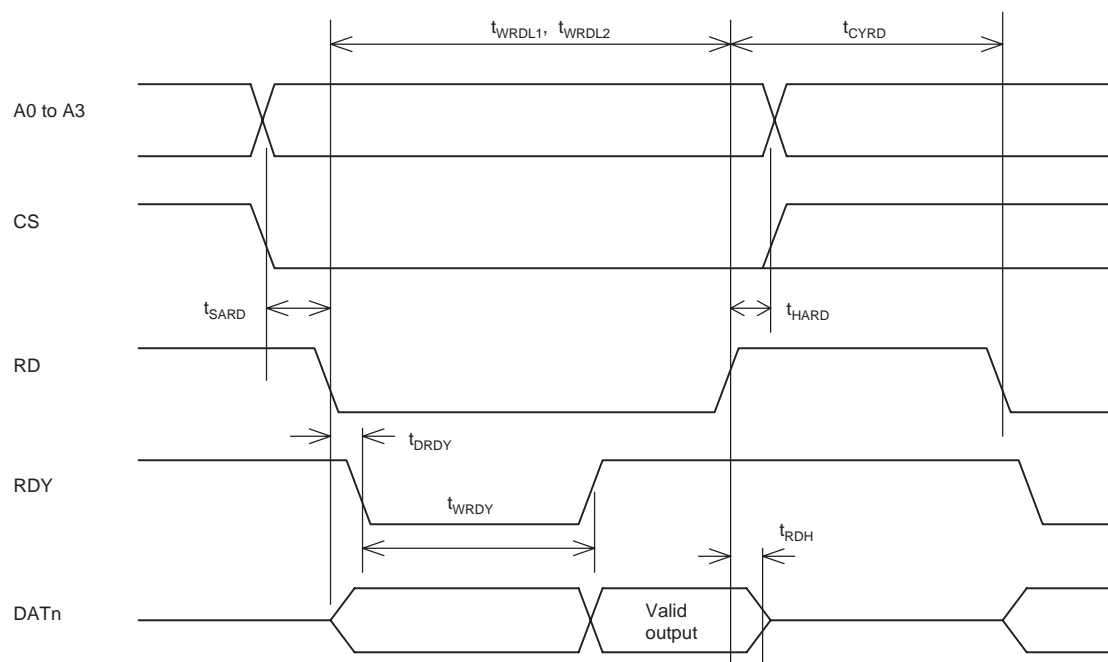 tWRDL1, tWRDL2
tCYRD
A0 to A3
CS
tSARD
tHARD
RD
tDRDY
RDY
tWRDY
tRDH
DATn
Valid
output